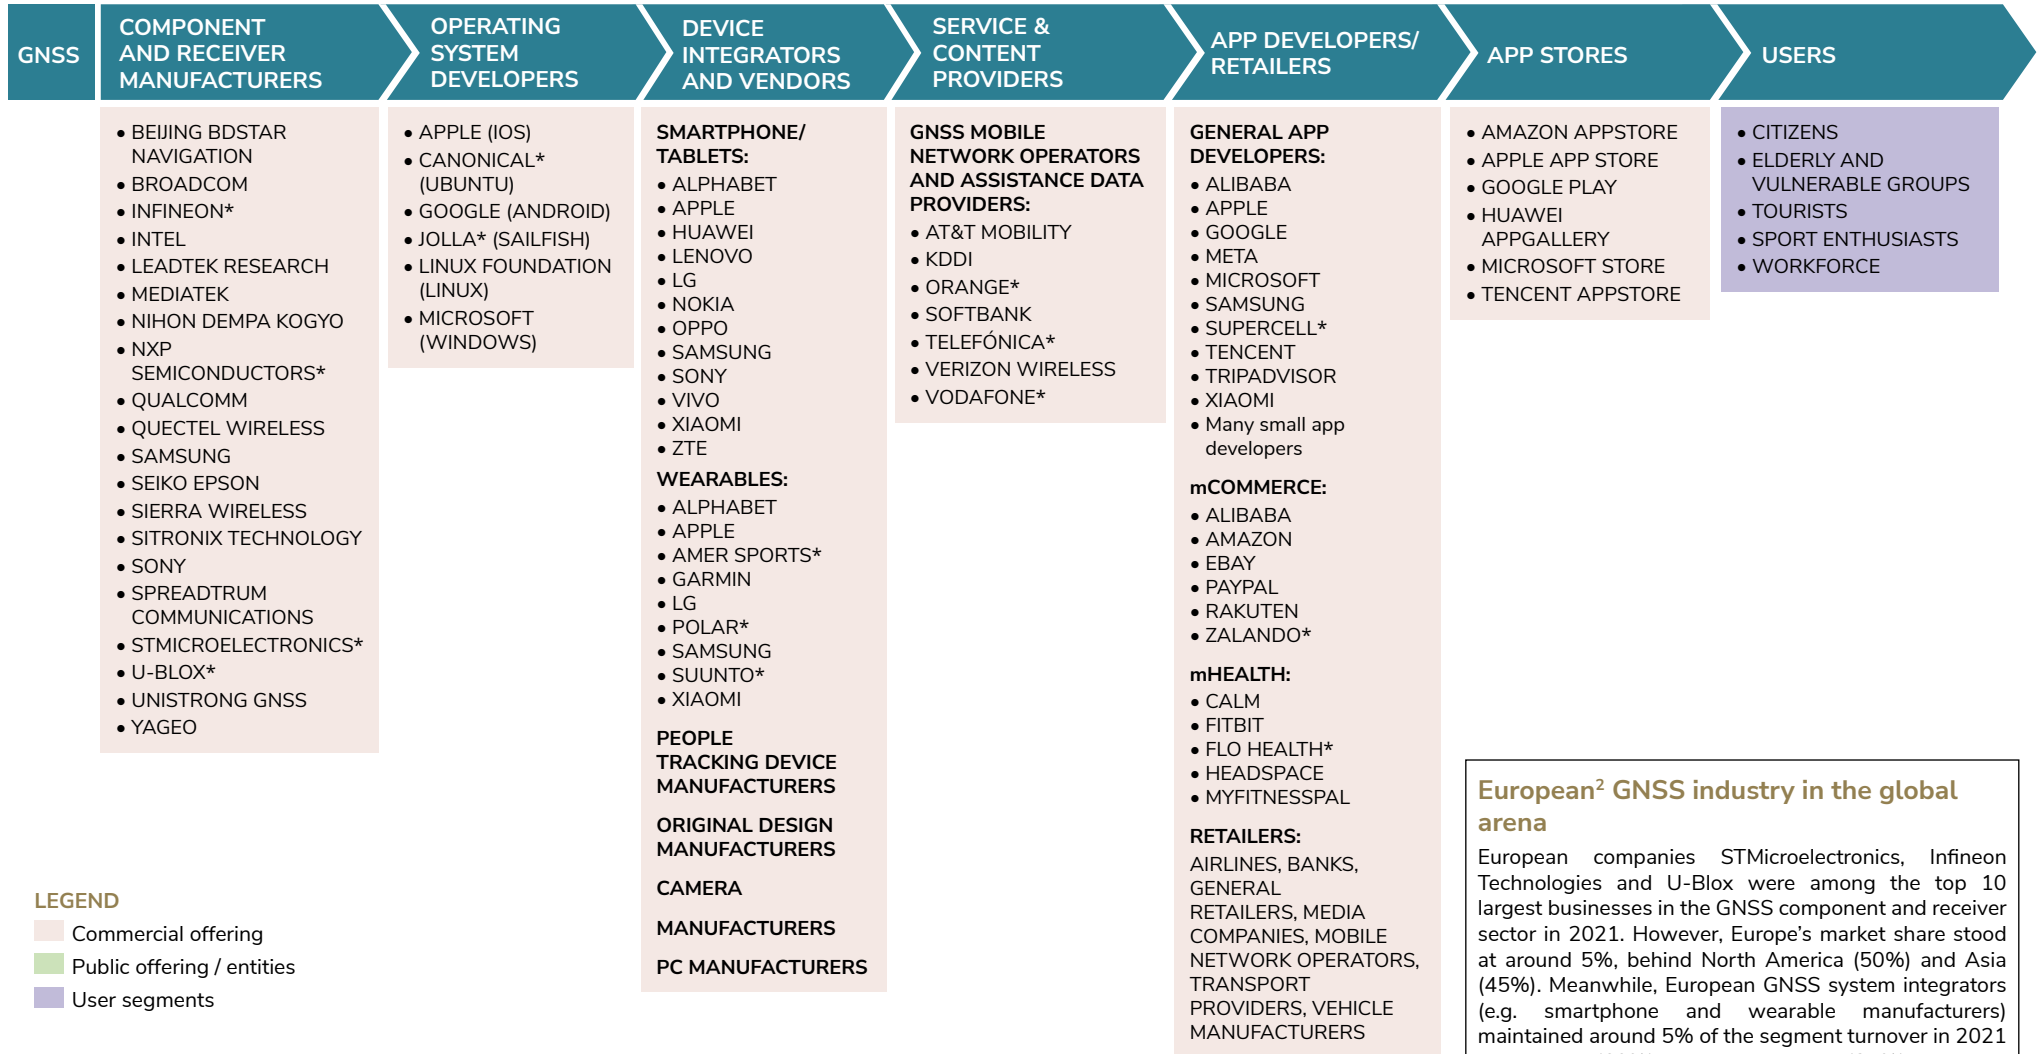 GNSS
COMPONENT
AND RECEIVER
MANUFACTURERS
OPERATING
SYSTEM
DEVELOPERS
DEVICE
INTEGRATORS
AND VENDORS
SERVICE &
CONTENT
PROVIDERS
APP DEVELOPERS/
RETAILERS
APP STORES
USERS
• BEIJING BDSTAR
NAVIGATION
• BROADCOM
• INFINEON*
• INTEL
• LEADTEK RESEARCH
• MEDIATEK
• NIHON DEMPA KOGYO
• NXP
SEMICONDUCTORS*
• QUALCOMM
• QUECTEL WIRELESS
• SAMSUNG
• SEIKO EPSON
• SIERRA WIRELESS
• SITRONIX TECHNOLOGY
• SONY
• SPREADTRUM
COMMUNICATIONS
• STMICROELECTRONICS*
• U-BLOX*
• UNISTRONG GNSS
• YAGEO
• APPLE (IOS)
• CANONICAL*
(UBUNTU)
• GOOGLE (ANDROID)
• JOLLA* (SAILFISH)
• LINUX FOUNDATION
(LINUX)
• MICROSOFT
(WINDOWS)
SMARTPHONE/
TABLETS:
• ALPHABET
• APPLE
• HUAWEI
• LENOVO
• LG
• NOKIA
• OPPO
• SAMSUNG
• SONY
• VIVO
• XIAOMI
• ZTE
WEARABLES:
• ALPHABET
• APPLE
• AMER SPORTS*
• GARMIN
• LG
• POLAR*
• SAMSUNG
• SUUNTO*
• XIAOMI
PEOPLE
TRACKING DEVICE
MANUFACTURERS
ORIGINAL DESIGN
MANUFACTURERS
CAMERA
MANUFACTURERS
PC MANUFACTURERS
GNSS MOBILE
NETWORK OPERATORS
AND ASSISTANCE DATA
PROVIDERS:
• AT&T MOBILITY
• KDDI
• ORANGE*
• SOFTBANK
• TELEFÓNICA*
• VERIZON WIRELESS
• VODAFONE*
GENERAL APP
DEVELOPERS:
• ALIBABA
• APPLE
• GOOGLE
• META
• MICROSOFT
• SAMSUNG
• SUPERCELL*
• TENCENT
• TRIPADVISOR
• XIAOMI
• Many small app
developers
mCOMMERCE:
• ALIBABA
• AMAZON
• EBAY
• PAYPAL
• RAKUTEN
• ZALANDO*
mHEALTH:
• CALM
• FITBIT
• FLO HEALTH*
• HEADSPACE
• MYFITNESSPAL
RETAILERS:
AIRLINES, BANKS,
GENERAL
RETAILERS, MEDIA
COMPANIES, MOBILE
NETWORK OPERATORS,
TRANSPORT
PROVIDERS, VEHICLE
MANUFACTURERS
• AMAZON APPSTORE
• APPLE APP STORE
• GOOGLE PLAY
• HUAWEI
APPGALLERY
• MICROSOFT STORE
• TENCENT APPSTORE
• CITIZENS
• ELDERLY AND
VULNERABLE GROUPS
• TOURISTS
• SPORT ENTHUSIASTS
• WORKFORCE
LEGEND
Commercial offering
Public offering / entities
User segments
European² GNSS industry in the global
arena
European companies STMicroelectronics, Infineon
Technologies and U-Blox were among the top 10
largest businesses in the GNSS component and receiver
sector in 2021. However, Europe's market share stood
at around 5%, behind North America (50%) and Asia
(45%). Meanwhile, European GNSS system integrators
(e.g. smartphone and wearable manufacturers)
maintained around 5% of the segment turnover in 2021